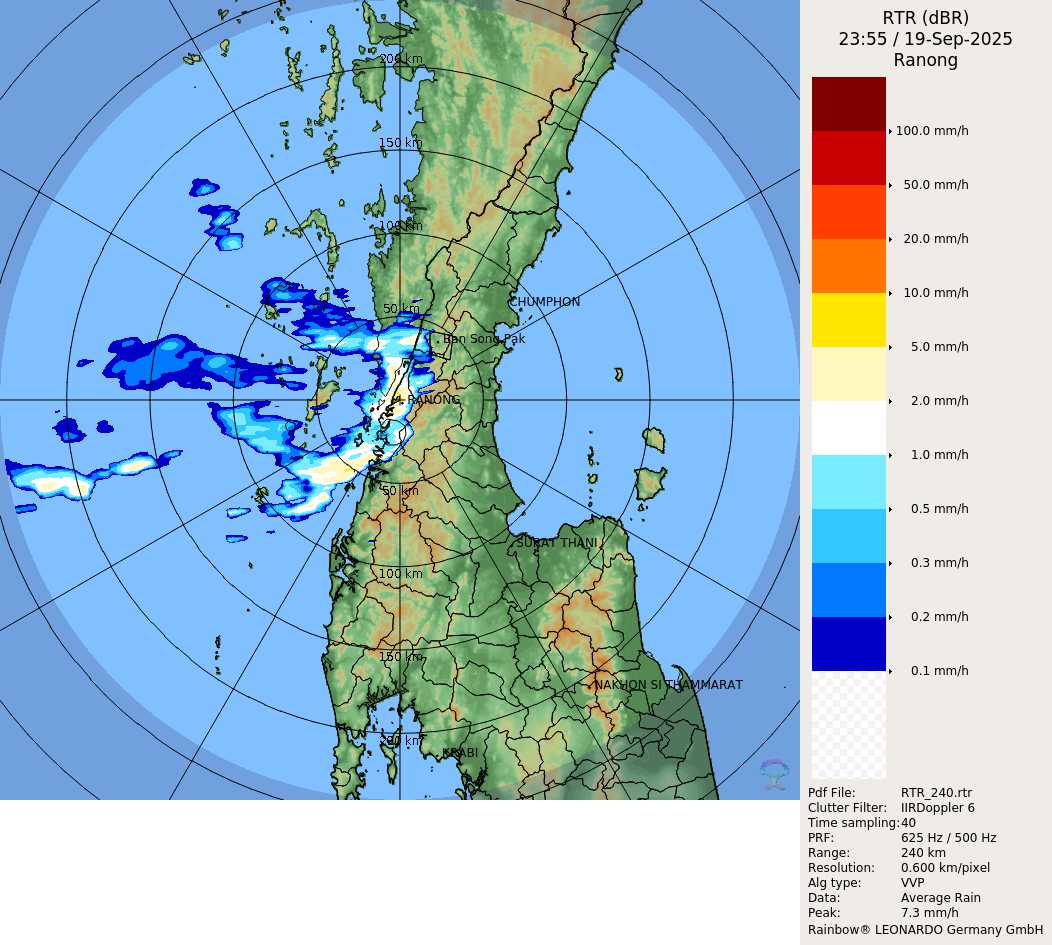 RTR (dBR)
23:55 / 19-Sep-2025
Ranong
200 km
150 km
100 km
CHUMPHON
50 km
Ban Song Pak
RANONG
50 km
SURAT THANI
100 km
150 km
NAKHON SI THAMMARAT
200 km
KRABI
100.0 mm/h
50.0 mm/h
20.0 mm/h
10.0 mm/h
5.0 mm/h
2.0 mm/h
1.0 mm/h
0.5 mm/h
0.3 mm/h
0.2 mm/h
0.1 mm/h
Pdf File: RTR_240.rtr
Clutter Filter: IIRDoppler 6
Time sampling:40
PRF: 625 Hz / 500 Hz
Range: 240 km
Resolution: 0.600 km/pixel
Alg type: VVP
Data: Average Rain
Peak: 7.3 mm/h
Rainbow® LEONARDO Germany GmbH